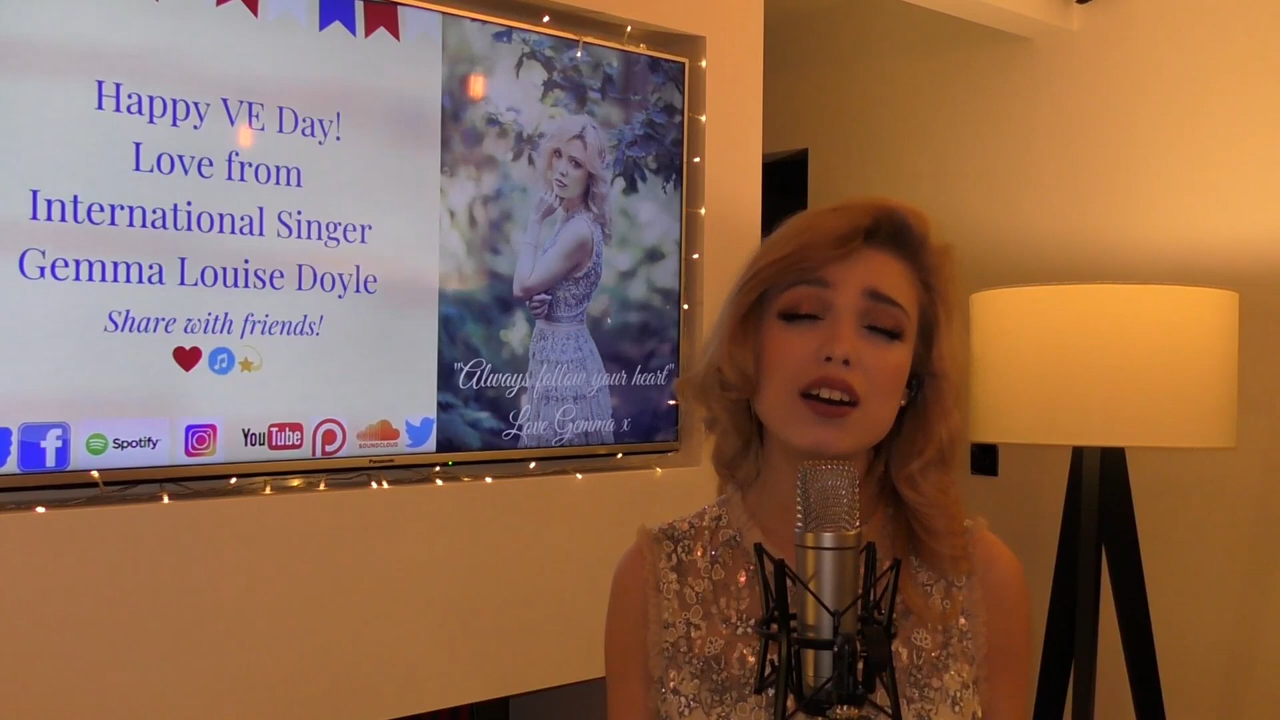 Happy VE Day!
Love from
International Singer
Gemma Louise Doyle
Share with friends!
"Always follow your heart"
Love Gemma x
Spotify
YouTube
SOUNDCLOUD
Panasonic